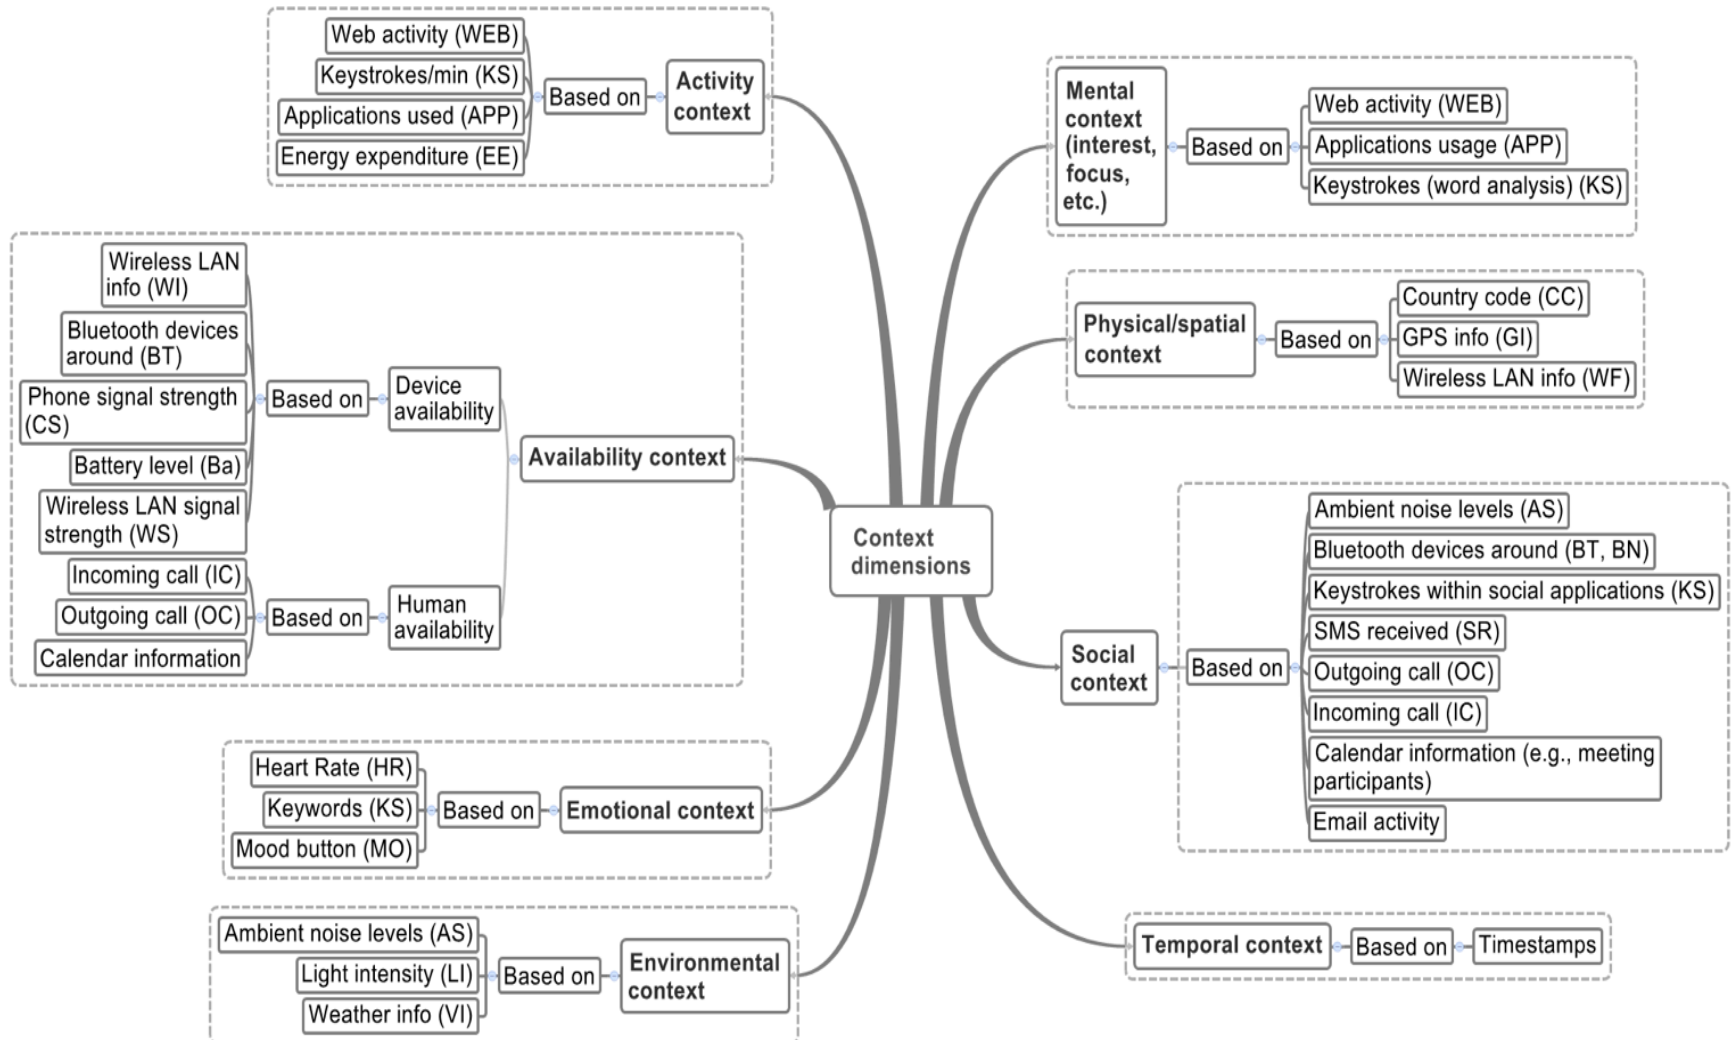 Context
dimensions
Activity
context
Based on
Web activity (WEB)
Keystrokes/min (KS)
Applications used (APP)
Energy expenditure (EE)
Availability context
Device
availability
Based on
Wireless LAN
info (WI)
Bluetooth devices
around (BT)
Phone signal strength
(CS)
Battery level (Ba)
Wireless LAN signal
strength (WS)
Human
availability
Based on
Incoming call (IC)
Outgoing call (OC)
Calendar information
Emotional context
Based on
Heart Rate (HR)
Keywords (KS)
Mood button (MO)
Environmental
context
Based on
Ambient noise levels (AS)
Light intensity (LI)
Weather info (VI)
Mental
context
(interest,
focus,
etc.)
Based on
Web activity (WEB)
Applications usage (APP)
Keystrokes (word analysis) (KS)
Physical/spatial
context
Based on
Country code (CC)
GPS info (GI)
Wireless LAN info (WF)
Social
context
Based on
Ambient noise levels (AS)
Bluetooth devices around (BT, BN)
Keystrokes within social applications (KS)
SMS received (SR)
Outgoing call (OC)
Incoming call (IC)
Calendar information (e.g., meeting
participants)
Email activity
Temporal context
Based on
Timestamps